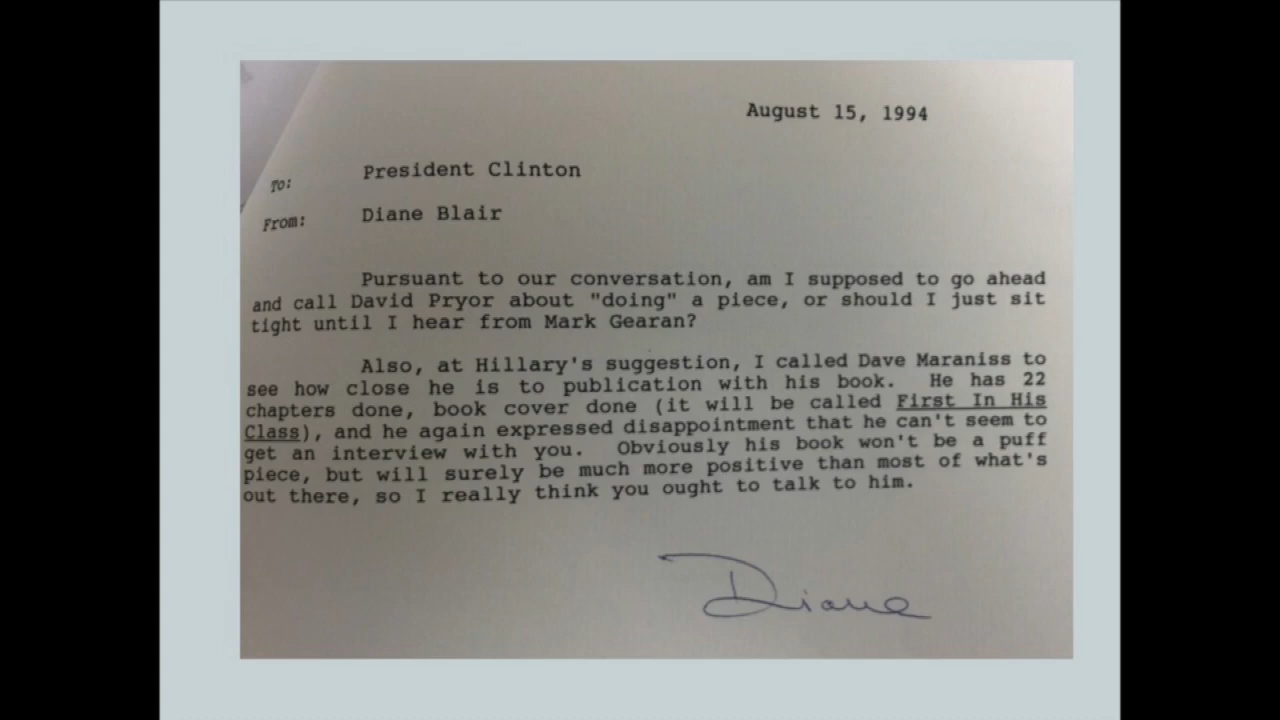 August 15, 1994
To: President Clinton
From: Diane Blair
Pursuant to our conversation, am I supposed to go ahead
and call David Pryor about "doing" a piece, or should I just sit
tight until I hear from Mark Gearan?
Also, at Hillary's suggestion, I called Dave Maraniss to
see how close he is to publication with his book. He has 22
chapters done, book cover done (it will be called First In His
Class), and he again expressed disappointment that he can't seem to
get an interview with you. Obviously his book won't be a puff
piece, but will surely be much more positive than most of what's
out there, so I really think you ought to talk to him.
Diane